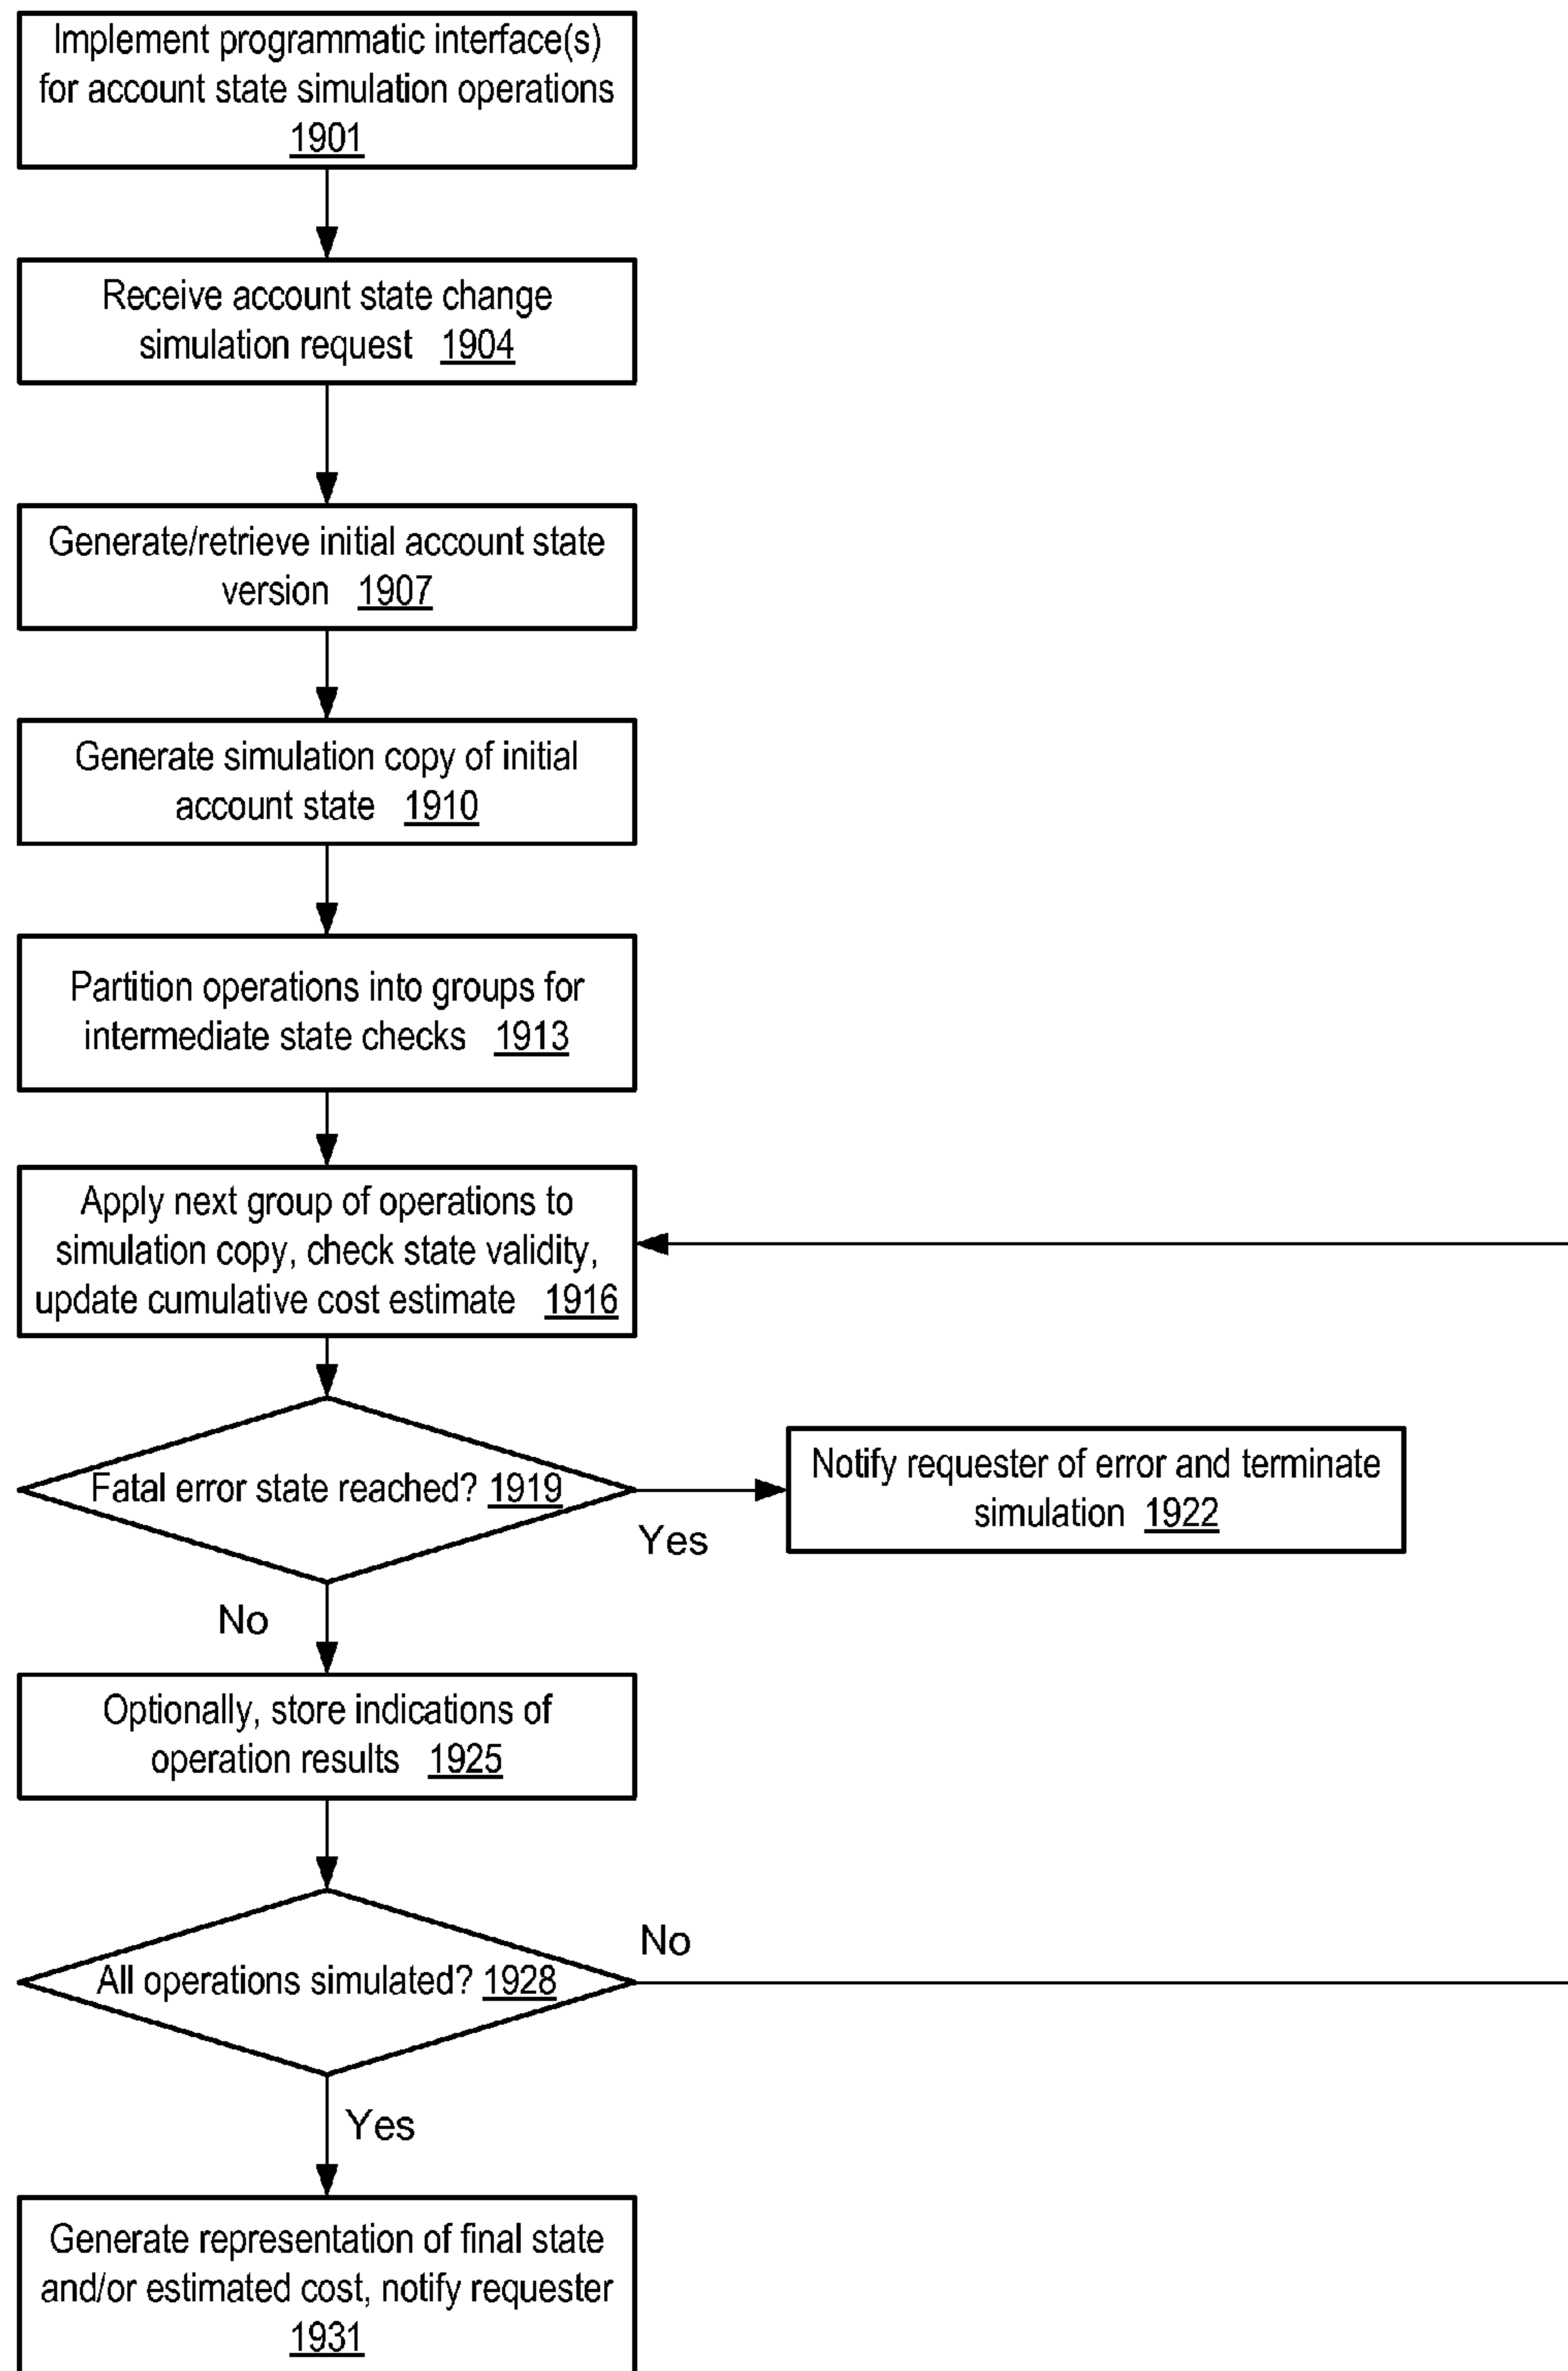 Implement programmatic interface(s)
for account state simulation operations
1901
Receive account state change
simulation request 1904
Generate/retrieve initial account state
version 1907
Generate simulation copy of initial
account state 1910
Partition operations into groups for
intermediate state checks 1913
Apply next group of operations to
simulation copy, check state validity,
update cumulative cost estimate 1916
Fatal error state reached? 1919
Yes
Notify requester of error and terminate
simulation 1922
No
Optionally, store indications of
operation results 1925
No
All operations simulated? 1928
Yes
Generate representation of final state
and/or estimated cost, notify requester
1931